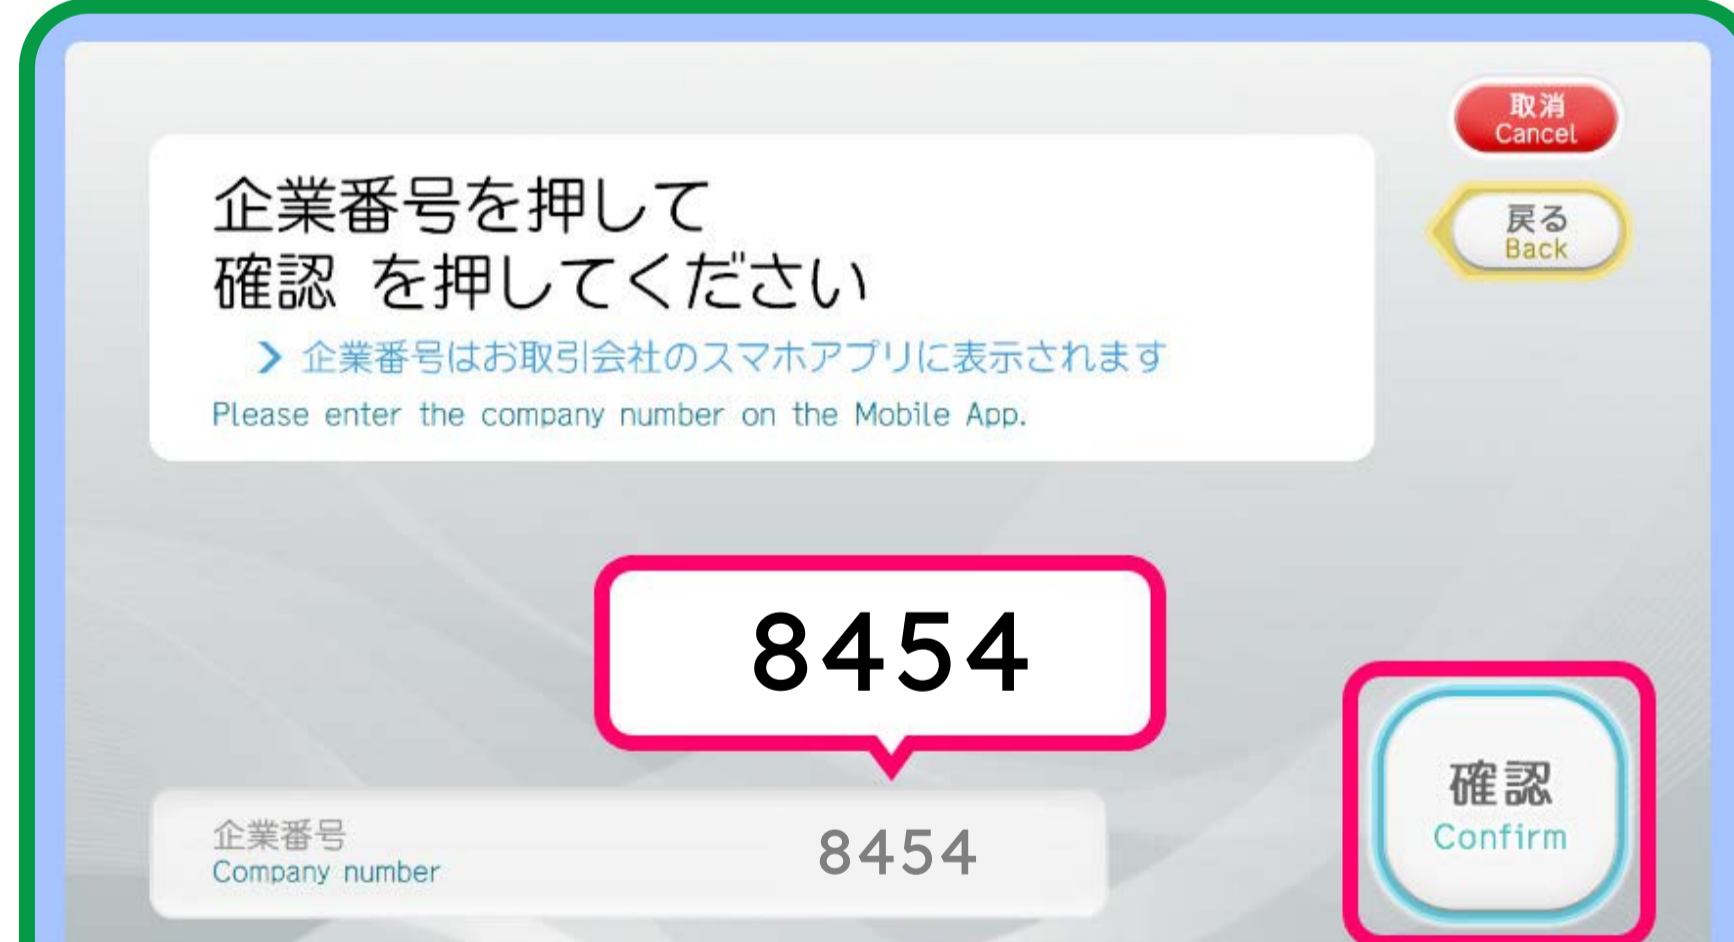 取消
Cancel
企業番号を押して
確認 を押してください
戻る
Back
企業番号はお取引会社のスマホアプリに表示されます
Please enter the company number on the Mobile App.
8454
企業番号
Company number
8454
確認
Confirm